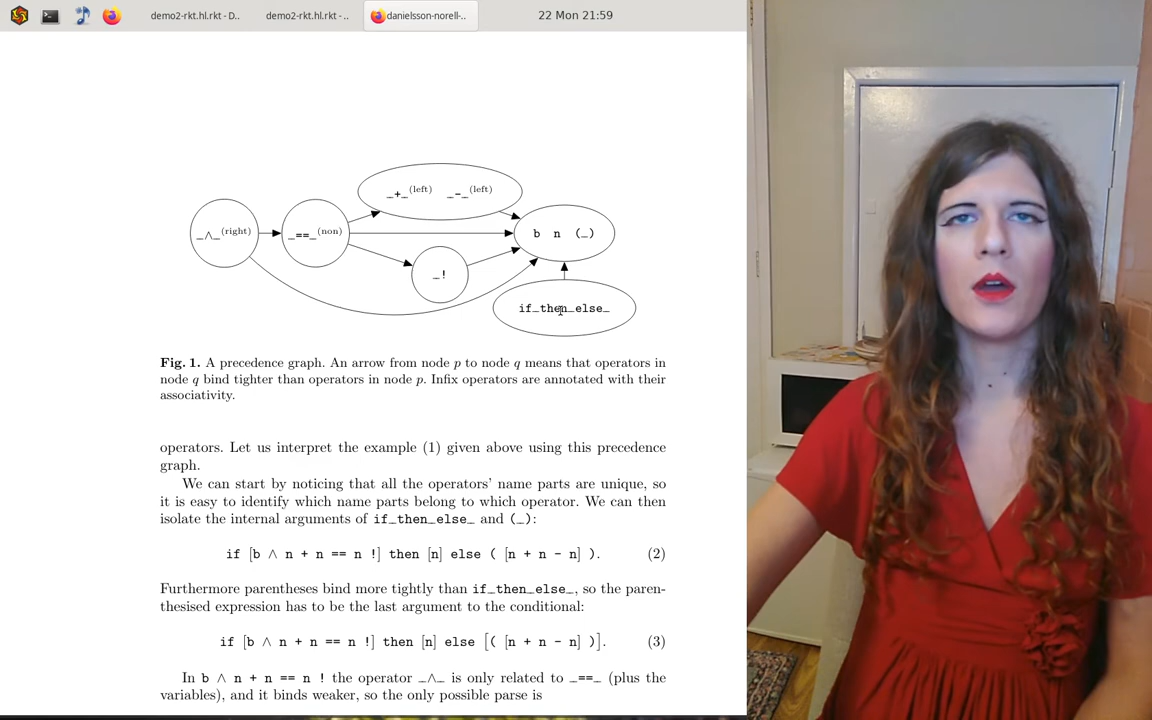 demo2-rkt.hl.rkt - D.. demo2-rkt.hl.rkt - .. danielsson-norell-.. 22 Mon 21:59
_+_(left) _-_(left)
_∧_(right) _==_(non) b n (_)
_!
if_then_else_
Fig. 1. A precedence graph. An arrow from node p to node q means that operators in
node q bind tighter than operators in node p. Infix operators are annotated with their
associativity.
operators. Let us interpret the example (1) given above using this precedence
graph.
We can start by noticing that all the operators' name parts are unique, so
it is easy to identify which name parts belong to which operator. We can then
isolate the internal arguments of if_then_else_ and (_):
if [b ∧ n + n == n !] then [n] else ( [n + n - n] ). (2)
Furthermore parentheses bind more tightly than if_then_else_, so the paren-
thesised expression has to be the last argument to the conditional:
if [b ∧ n + n == n !] then [n] else [( [n + n - n] )]. (3)
In b ∧ n + n == n ! the operator _∧_ is only related to _==_ (plus the
variables), and it binds weaker, so the only possible parse is